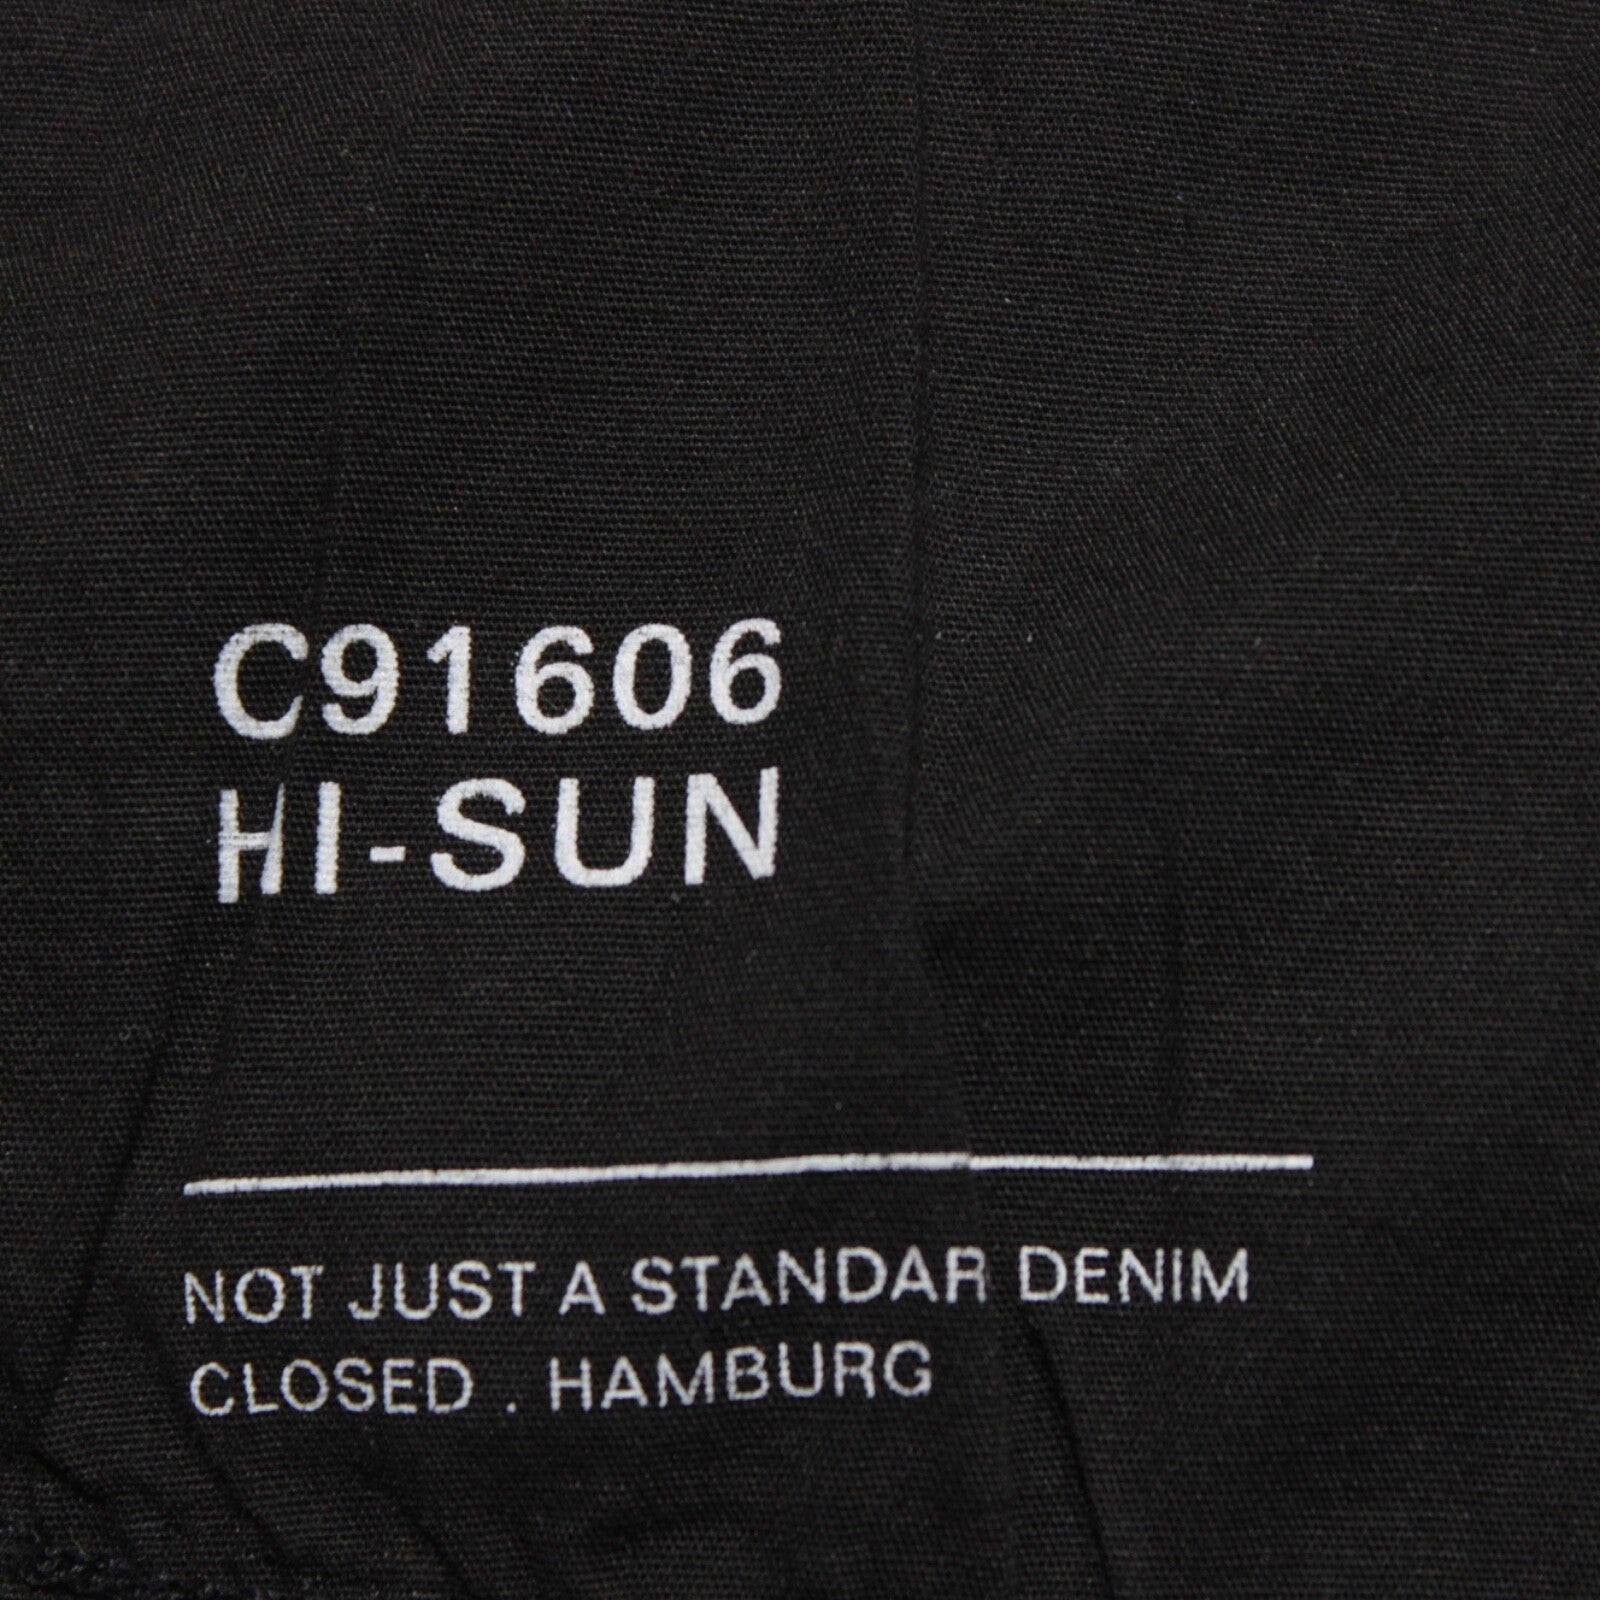 C91606
HI-SUN
NOT JUST A STANDAR DENIM
CLOSED . HAMBURG